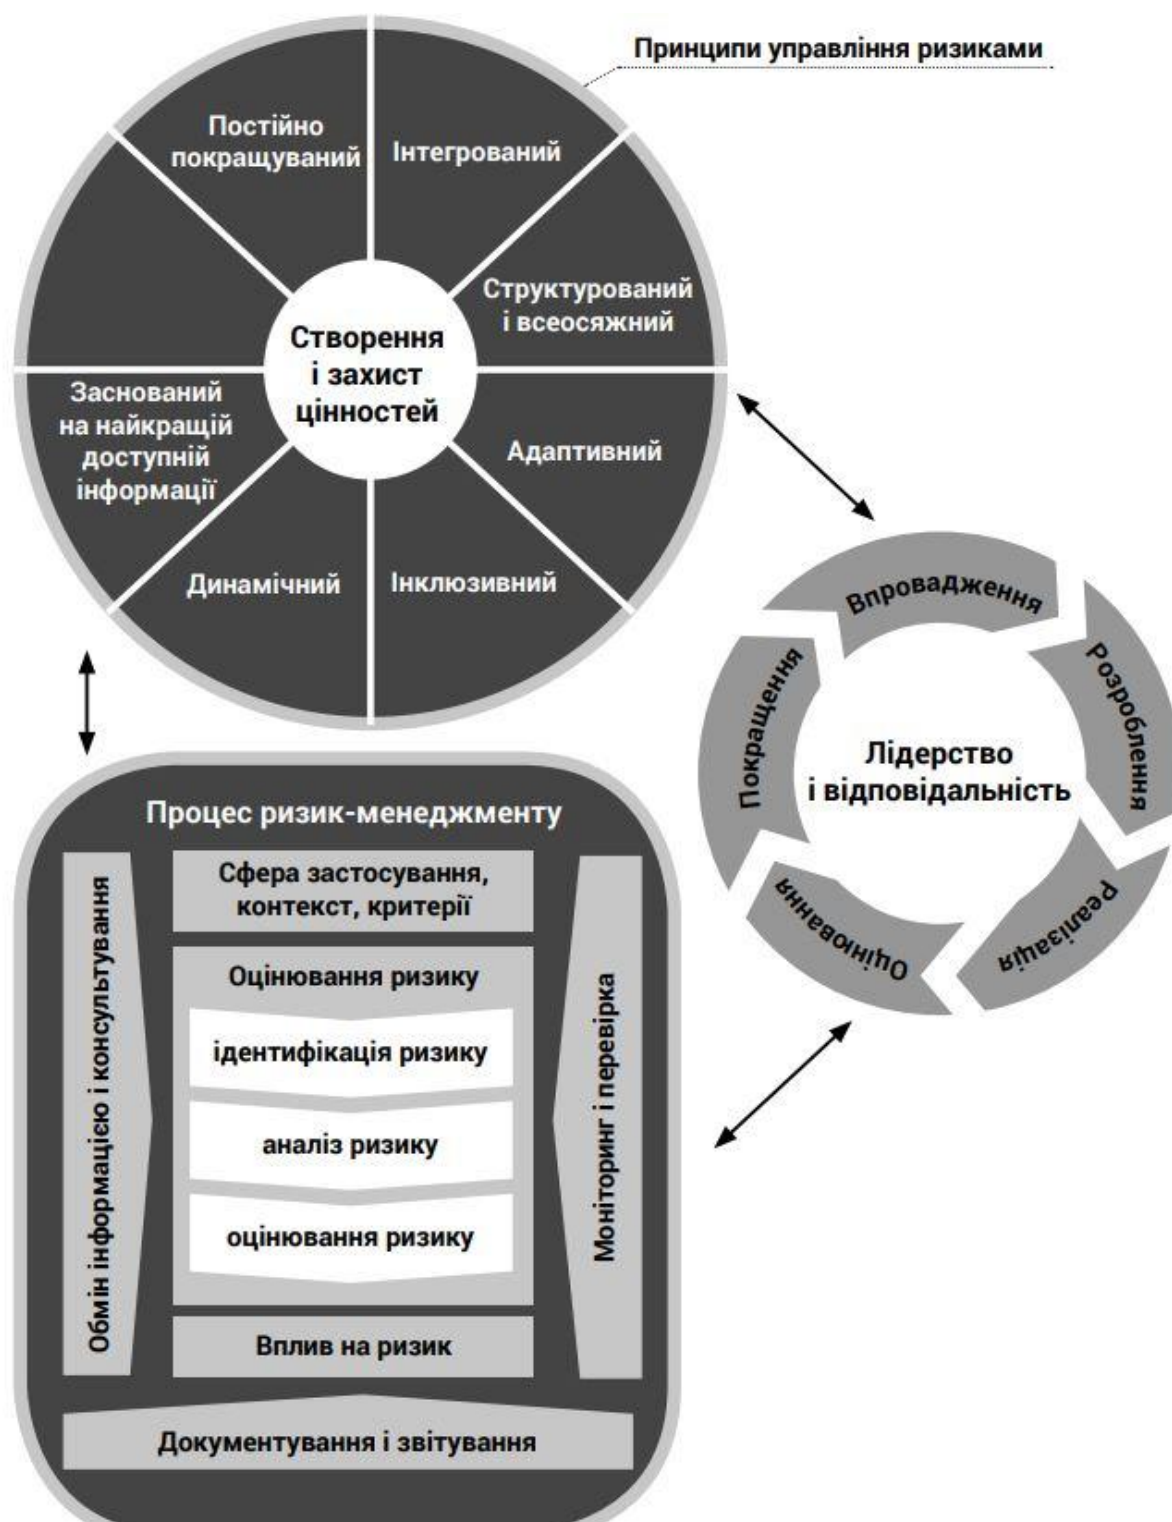 Принципи управління ризиками
Постійно
покращуваний
Інтегрований
Структурований
і всеосяжний
Адаптивний
Інклюзивний
Динамічний
Заснований
на найкращій
доступній
інформації
Створення
і захист
цінностей
Впровадження
Розроблення
Реалізація
Оцінювання
Покращення
Лідерство
і відповідальність
Процес ризик-менеджменту
Обмін інформацією і консультування
Сфера застосування,
контекст, критерії
Оцінювання ризику
ідентифікація ризику
аналіз ризику
оцінювання ризику
Вплив на ризик
Моніторинг і перевірка
Документування і звітування